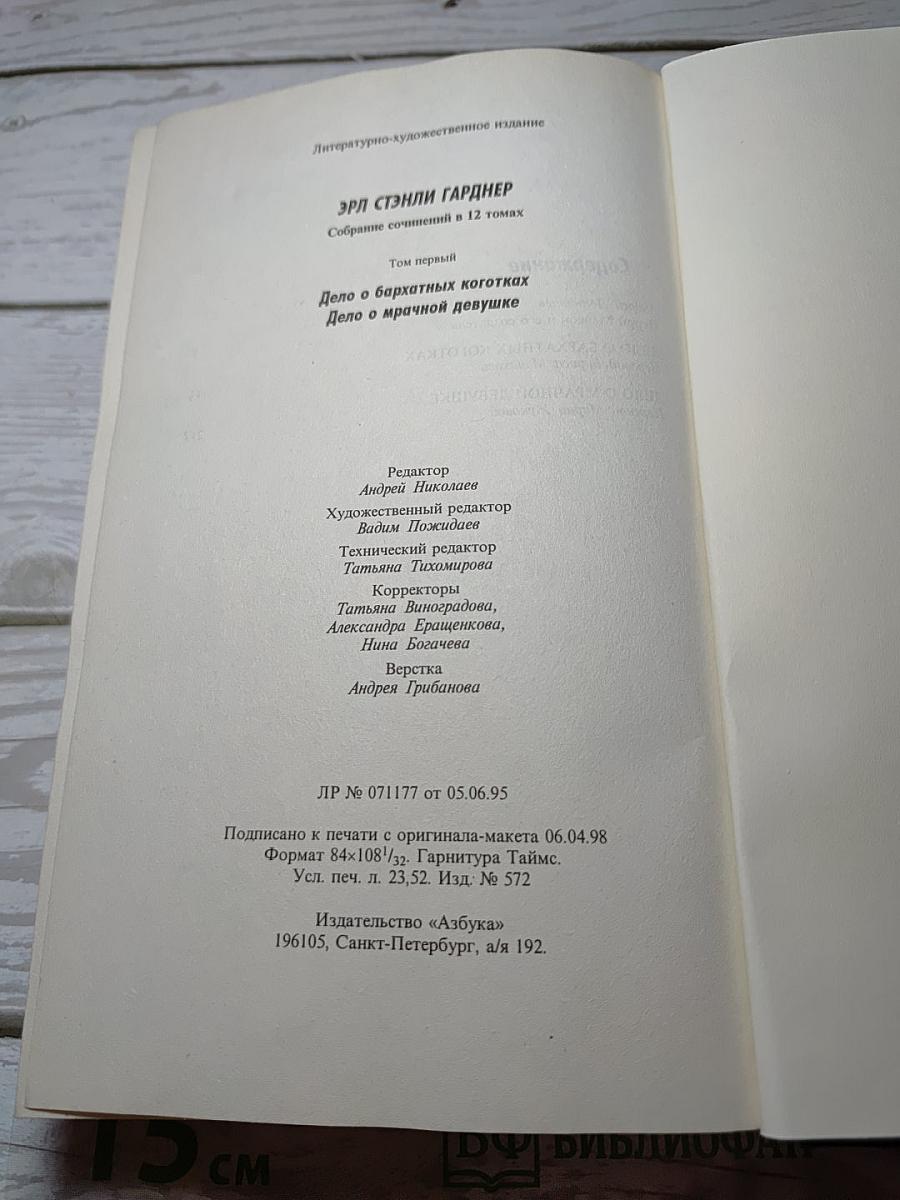 Литературно-художественное издание
ЭРЛ СТЭНЛИ ГАРДНЕР
Собрание сочинений в 12 томах
Том первый
Дело о бархатных коготках
Дело о мрачной девушке
Редактор
Андрей Николаев
Художественный редактор
Вадим Пожидаев
Технический редактор
Татьяна Тихомирова
Корректоры
Татьяна Виноградова,
Александра Еращенкова,
Нина Богачева
Верстка
Андрея Грибанова
ЛР № 071177 от 05.06.95
Подписано к печати с оригинала-макета 06.04.98
Формат 84×108¹/₃₂. Гарнитура Таймс.
Усл. печ. л. 23,52. Изд. № 572
Издательство «Азбука»
196105, Санкт-Петербург, а/я 192.
15 см
БФ БИБЛИОФАН